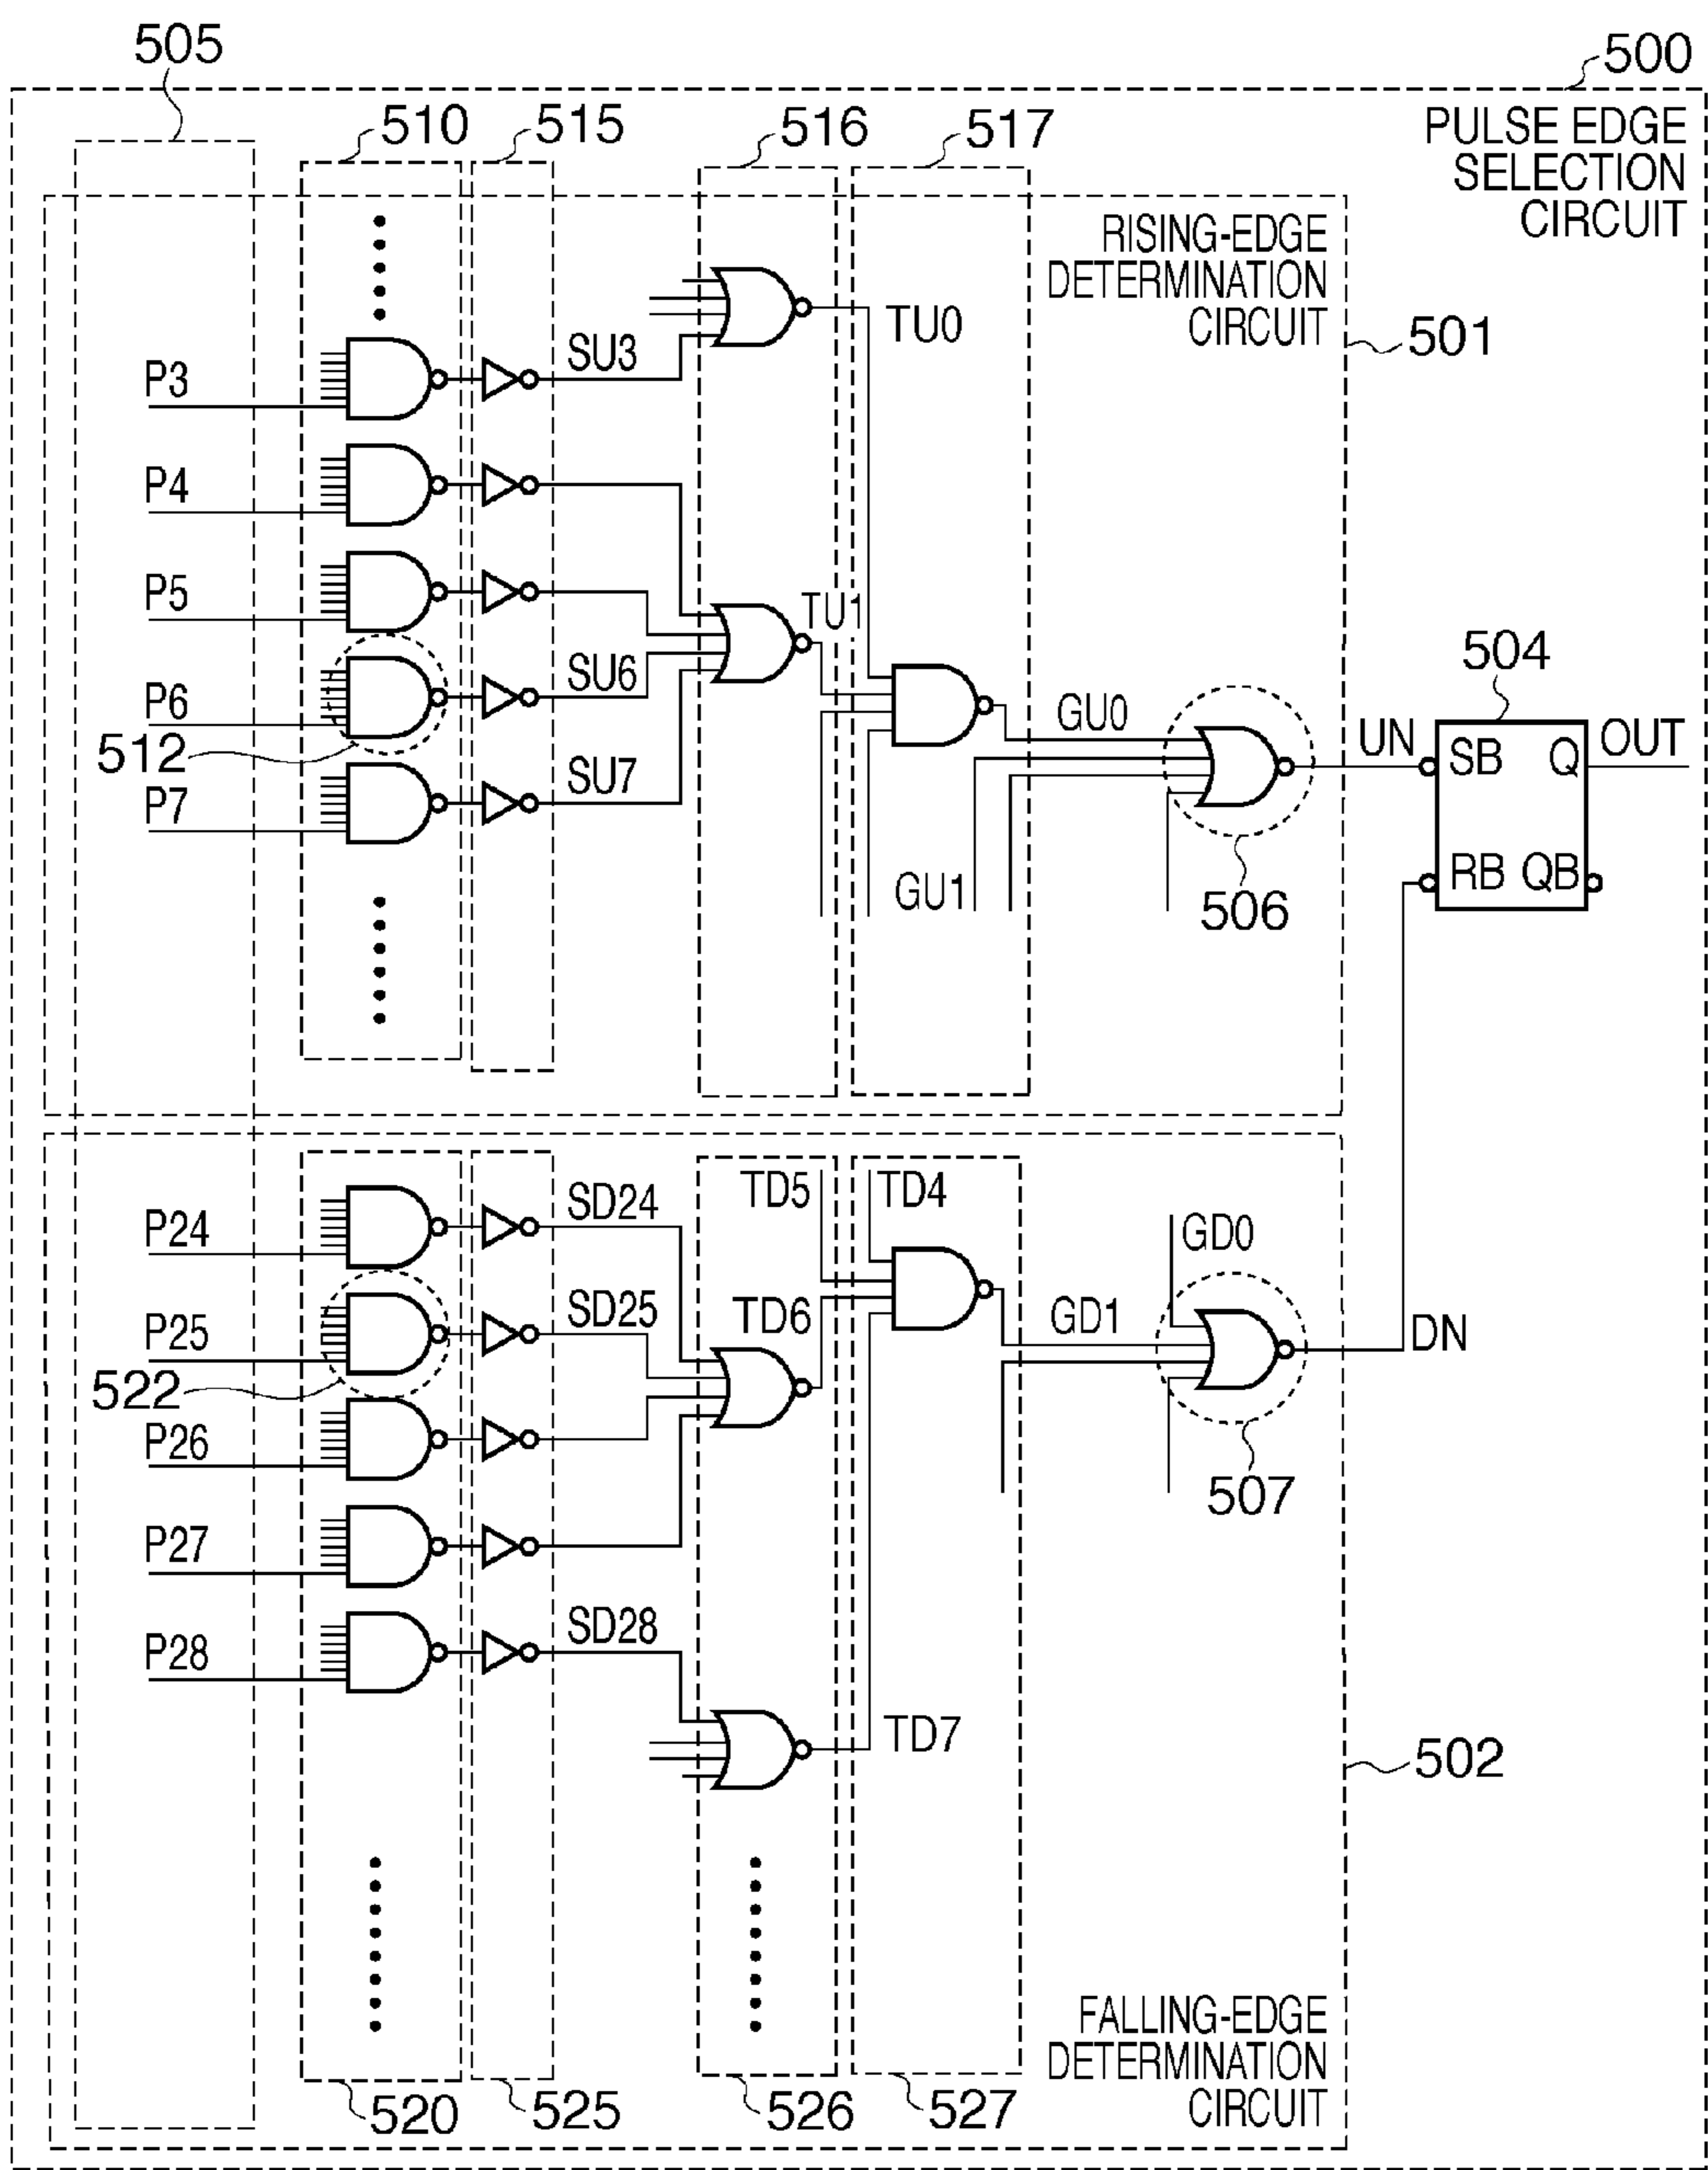 505
500
510
515
516
517
PULSE EDGE
SELECTION
CIRCUIT
RISING-EDGE
DETERMINATION
CIRCUIT
501
P3
SU3
TU0
P4
P5
TU1
P6
SU6
512
GU0
UN
504
SB
Q
OUT
P7
SU7
GU1
506
RB
QB
P24
SD24
TD5
TD4
GD0
P25
SD25
TD6
GD1
DN
522
P26
507
P27
P28
SD28
TD7
502
FALLING-EDGE
DETERMINATION
CIRCUIT
520
525
526
527